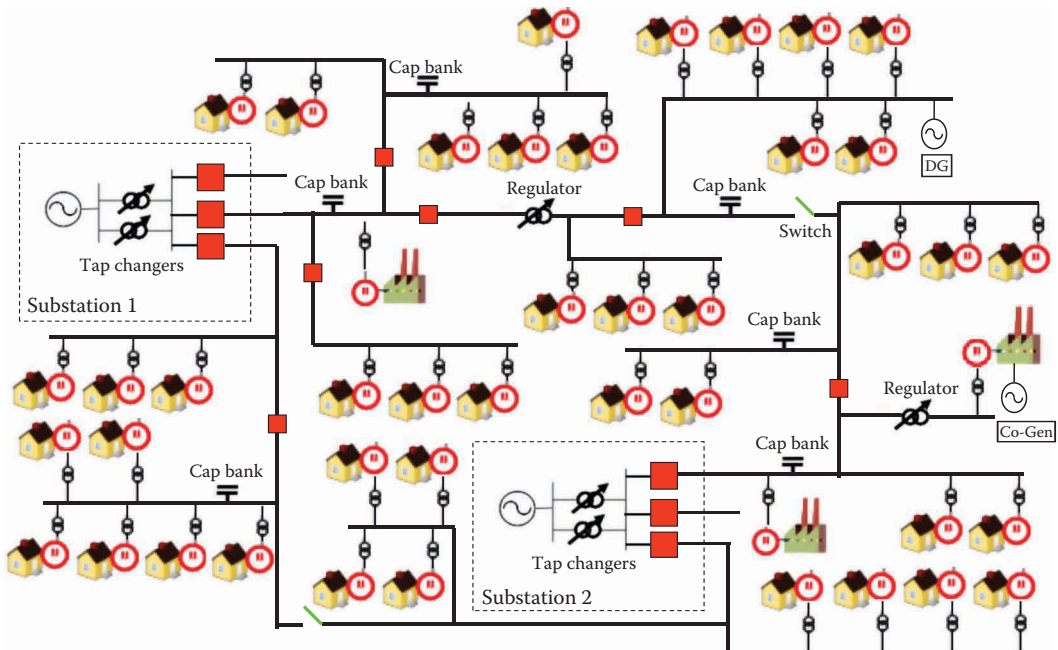 Cap bank
Cap bank
Regulator
Cap bank
DG
Switch
Tap changers
Substation 1
Cap bank
Regulator
Co-Gen
Cap bank
Cap bank
Tap changers
Substation 2